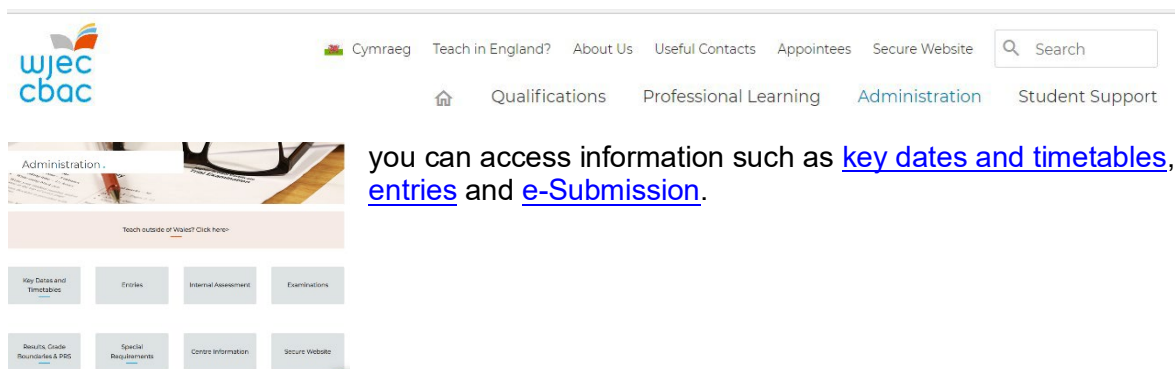 wjec
cbac
Cymraeg Teach in England? About Us Useful Contacts Appointees Secure Website Search
Qualifications Professional Learning Administration Student Support
Administration
Trial Examination
you can access information such as key dates and timetables,
entries and e-Submission.
Teach outside of Wales? Click here>
Key Dates and
Timetables
Entries
Internal Assessment
Examinations
Results, Grade
Boundaries & PRS
Special
Requirements
Centre Information
Secure Website